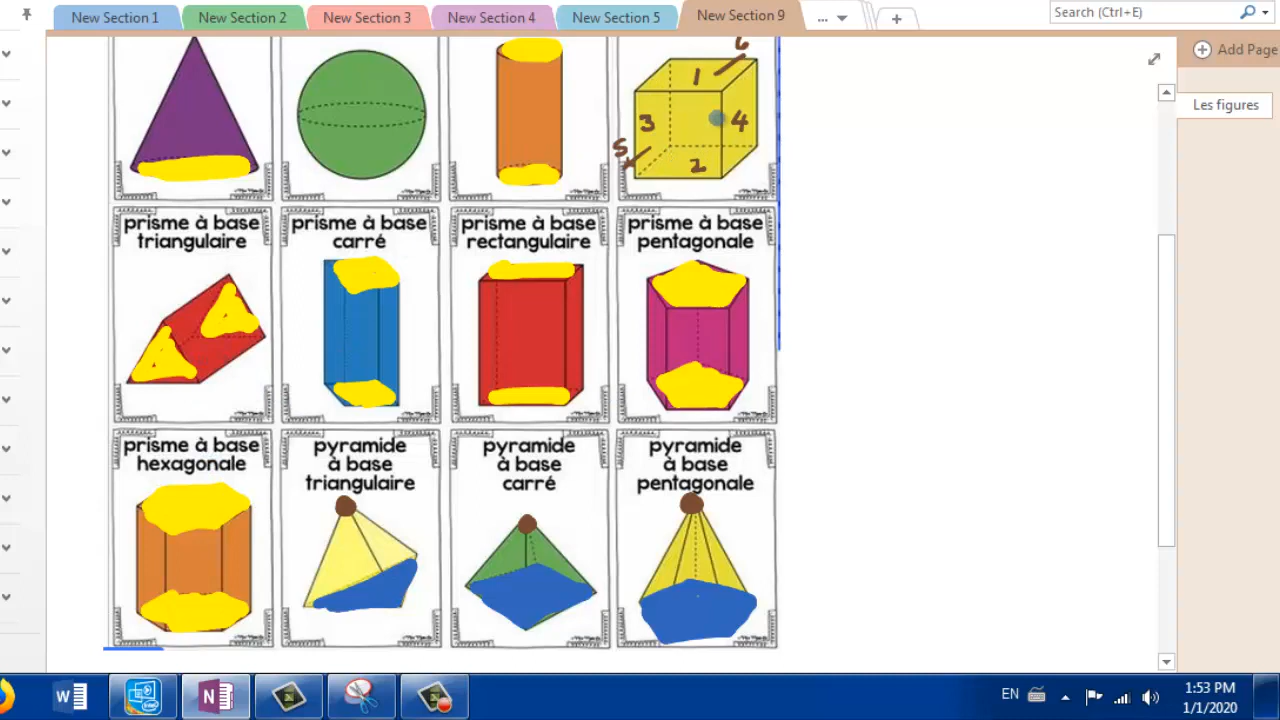 New Section 1
New Section 2
New Section 3
New Section 4
New Section 5
New Section 9
...
Search (Ctrl+E)
Add Page
Les figures
6
1
3
4
5
2
prisme à base
triangulaire
prisme à base
carré
prisme à base
rectangulaire
prisme à base
pentagonale
prisme à base
hexagonale
pyramide
à base
triangulaire
pyramide
à base
carré
pyramide
à base
pentagonale
EN
1:53 PM
1/1/2020